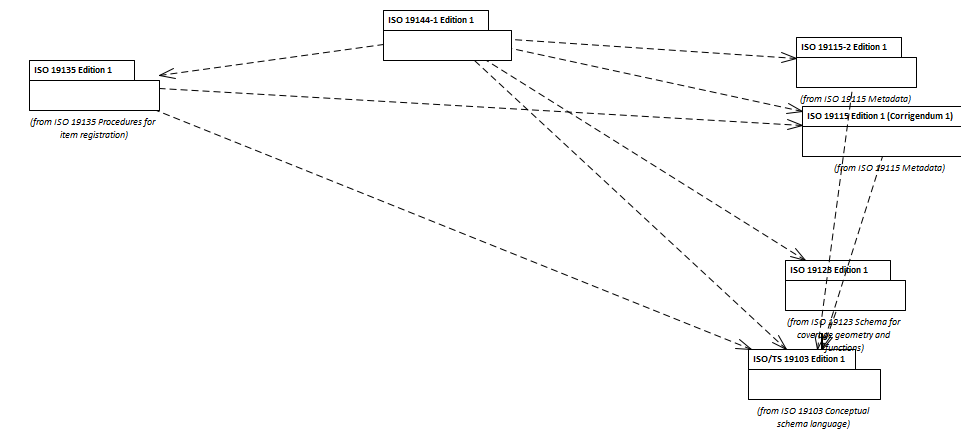 ISO 19144-1 Edition 1
ISO 19115-2 Edition 1
(from ISO 19115 Metadata)
ISO 19135 Edition 1
(from ISO 19135 Procedures for
item registration)
ISO 19115 Edition 1 (Corrigendum 1)
(from ISO 19115 Metadata)
ISO 19123 Edition 1
(from ISO 19123 Schema for
coverage geometry and
functions)
ISO/TS 19103 Edition 1
(from ISO 19103 Conceptual
schema language)